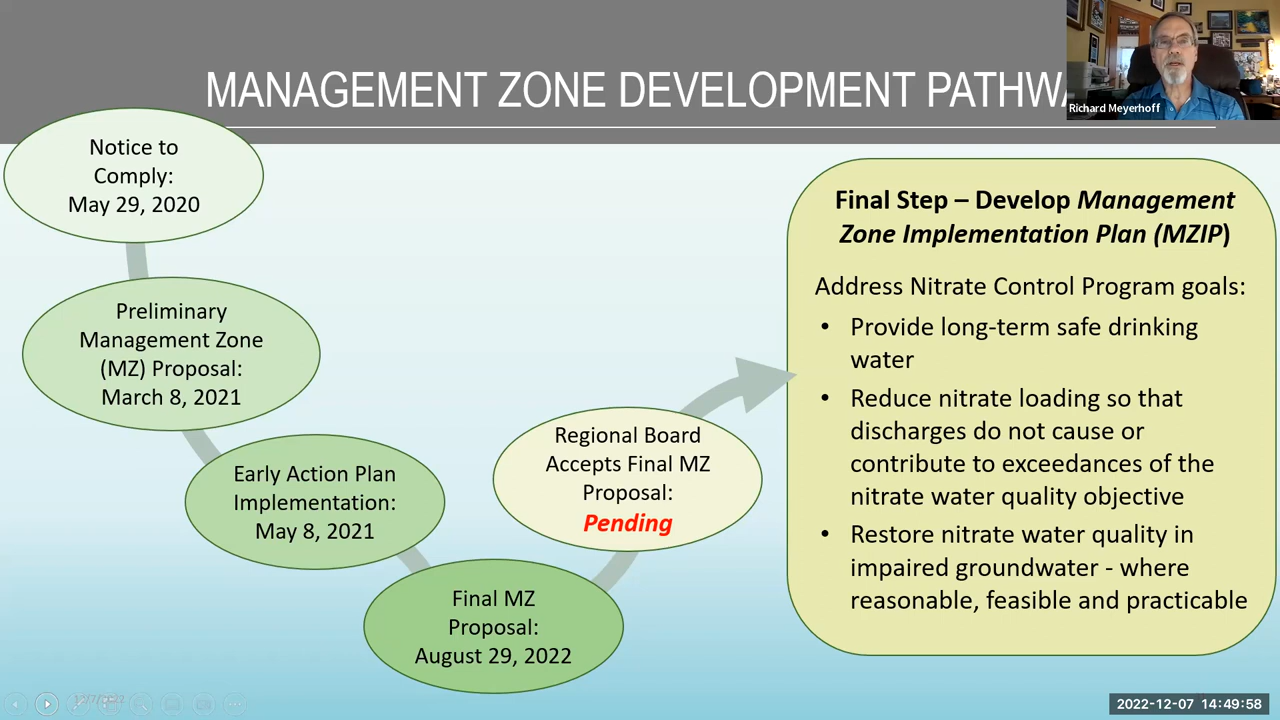 MANAGEMENT ZONE DEVELOPMENT PATHWA
Richard Meyerhoff
Notice to
Comply:
May 29, 2020
Preliminary
Management Zone
(MZ) Proposal:
March 8, 2021
Early Action Plan
Implementation:
May 8, 2021
Final MZ
Proposal:
August 29, 2022
Regional Board
Accepts Final MZ
Proposal:
Pending
Final Step – Develop Management
Zone Implementation Plan (MZIP)
Address Nitrate Control Program goals:
• Provide long-term safe drinking
water
• Reduce nitrate loading so that
discharges do not cause or
contribute to exceedances of the
nitrate water quality objective
• Restore nitrate water quality in
impaired groundwater - where
reasonable, feasible and practicable
2022-12-07 14:49:58